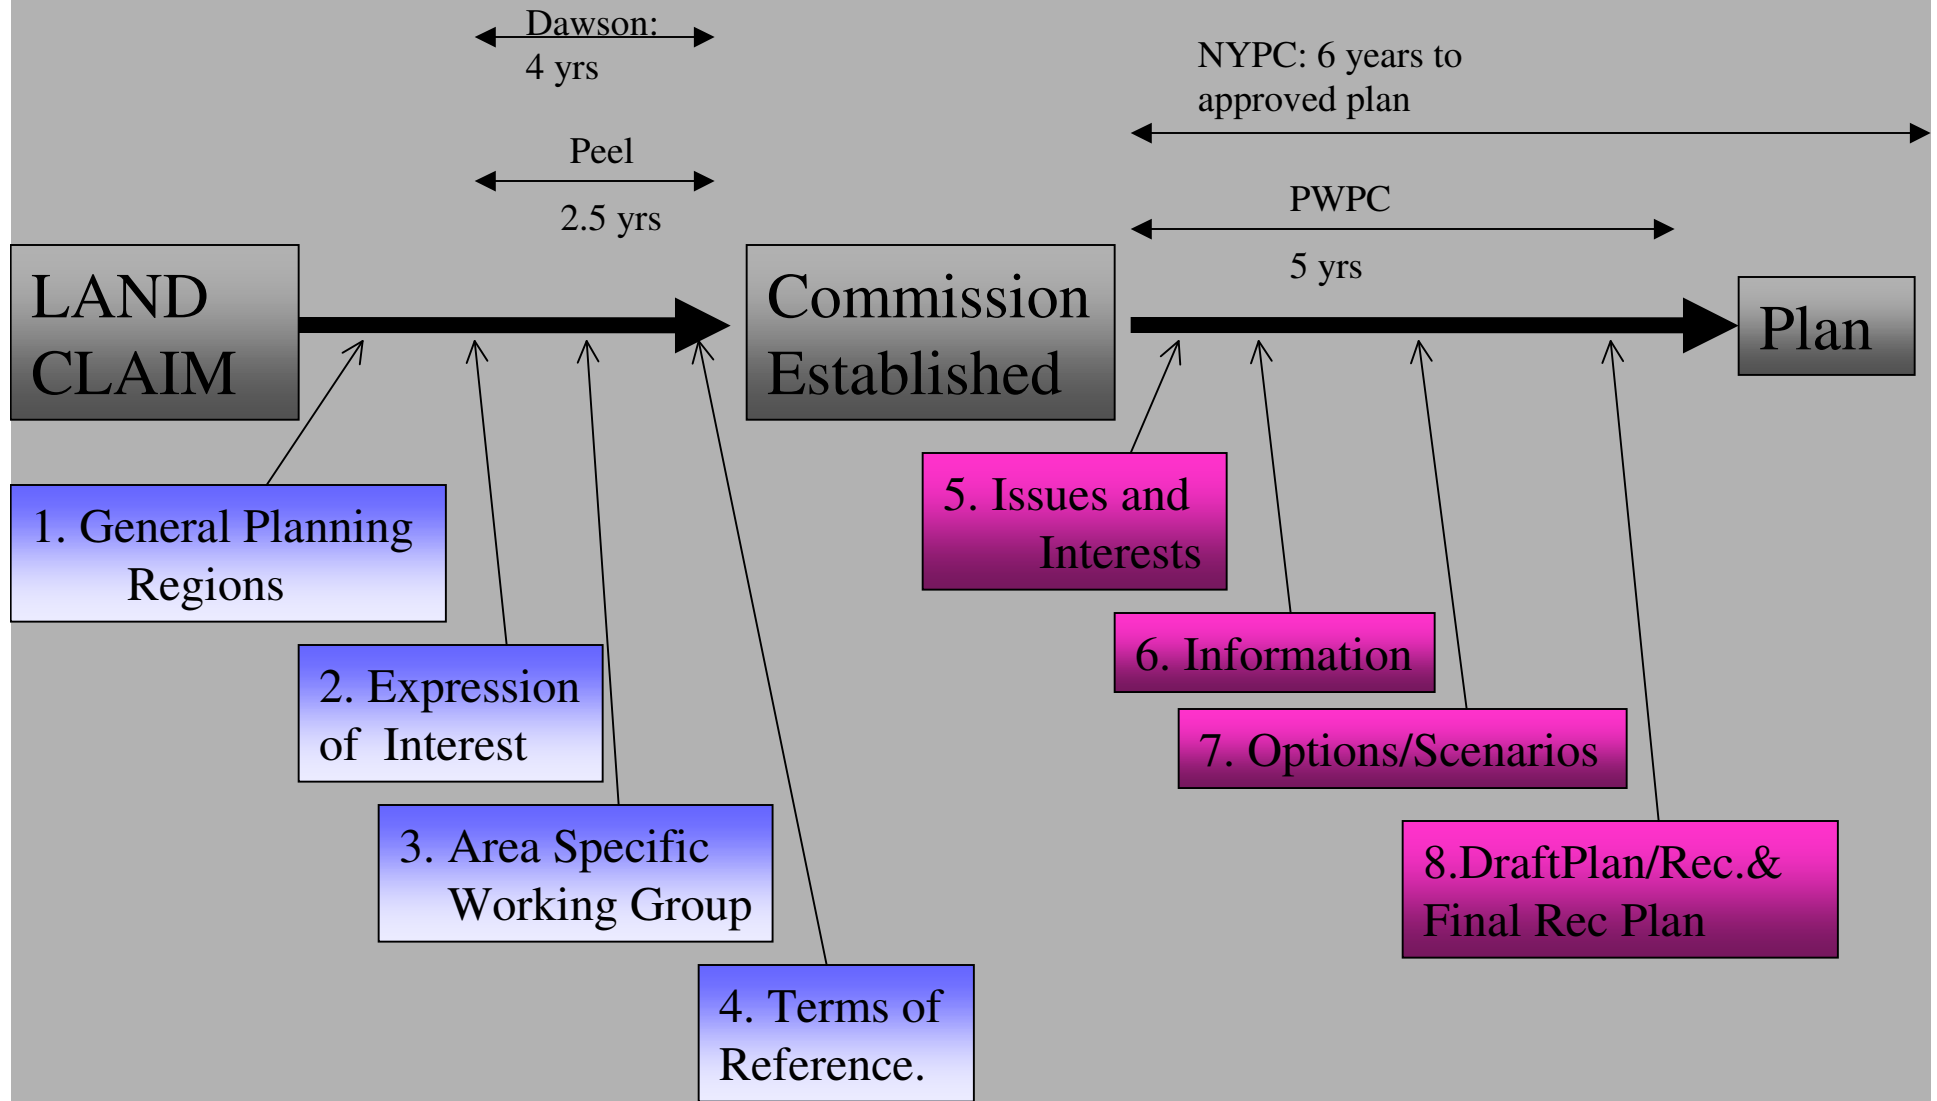 Dawson:
4 yrs
NYPC: 6 years to
approved plan
Peel
2.5 yrs
PWPC
5 yrs
LAND
CLAIM
Commission
Established
Plan
1. General Planning
Regions
2. Expression
of Interest
3. Area Specific
Working Group
4. Terms of
Reference.
5. Issues and
Interests
6. Information
7. Options/Scenarios
8.DraftPlan/Rec.&
Final Rec Plan